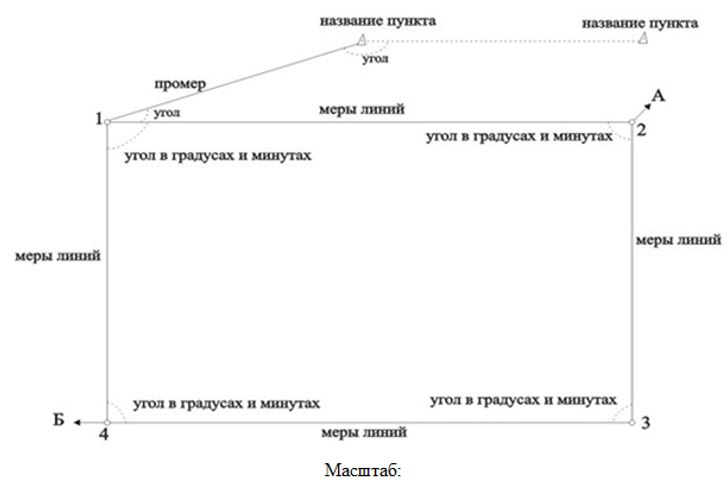 название пункта
название пункта
угол
промер
угол
1
меры линий
А
2
угол в градусах и минутах
угол в градусах и минутах
меры линий
меры линий
угол в градусах и минутах
угол в градусах и минутах
Б
4
меры линий
3
Масштаб: